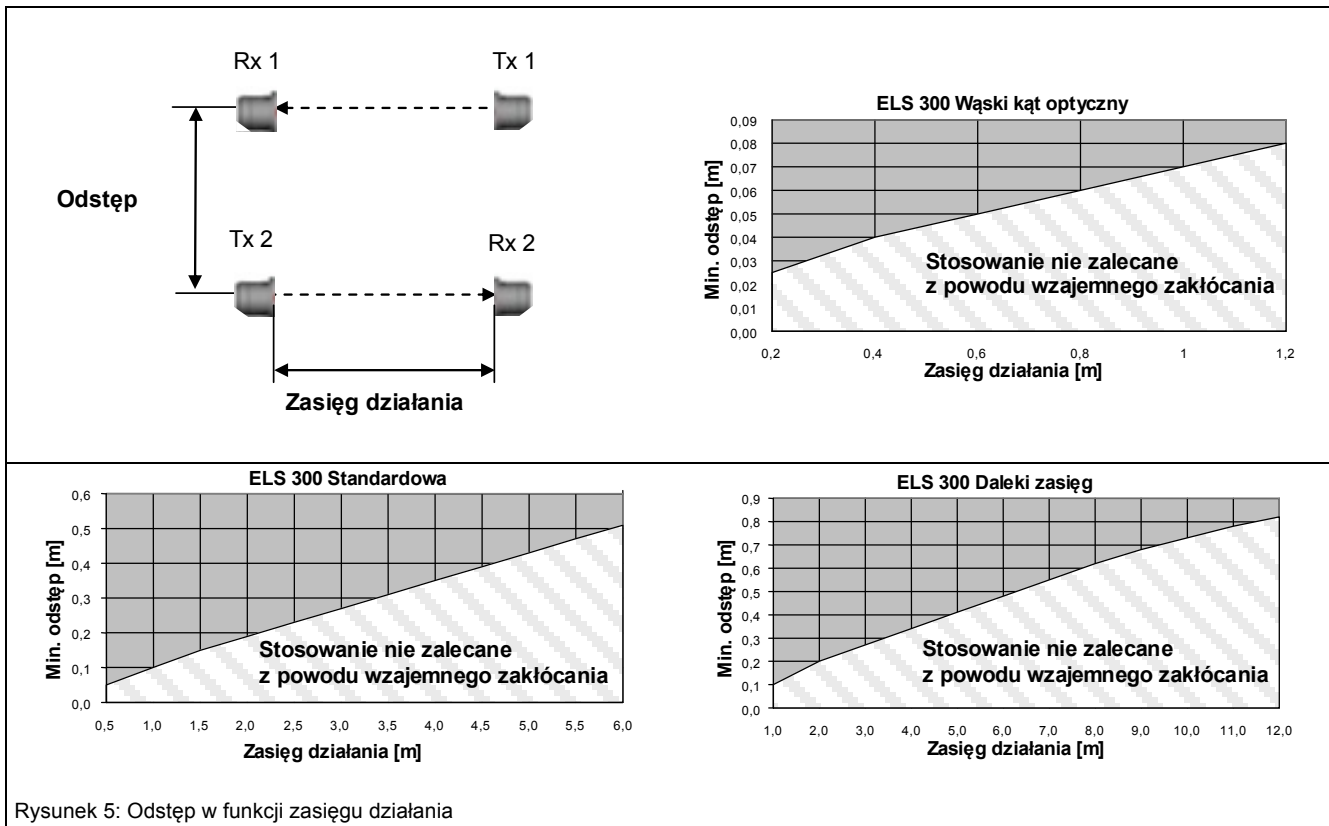 Rx 1
Tx 1
Odstęp
Tx 2
Rx 2
Zasięg działania
ELS 300 Wąski kąt optyczny
Min. odstęp [m]
0,09
0,08
0,07
0,06
0,05
0,04
0,03
0,02
0,01
0,00
Stosowanie nie zalecane
z powodu wzajemnego zakłócania
0,2 0,4 0,6 0,8 1 1,2
Zasięg działania [m]
ELS 300 Standardowa
Min. odstęp [m]
0,6
0,5
0,4
0,3
0,2
0,1
0,0
Stosowanie nie zalecane
z powodu wzajemnego zakłócania
0,5 1,0 1,5 2,0 2,5 3,0 3,5 4,0 4,5 5,0 5,5 6,0
Zasięg działania [m]
ELS 300 Daleki zasięg
Min. odstęp [m]
0,9
0,8
0,7
0,6
0,5
0,4
0,3
0,2
0,1
0,0
Stosowanie nie zalecane
z powodu wzajemnego zakłócania
1,0 2,0 3,0 4,0 5,0 6,0 7,0 8,0 9,0 10,0 11,0 12,0
Zasięg działania [m]
Rysunek 5: Odstęp w funkcji zasięgu działania